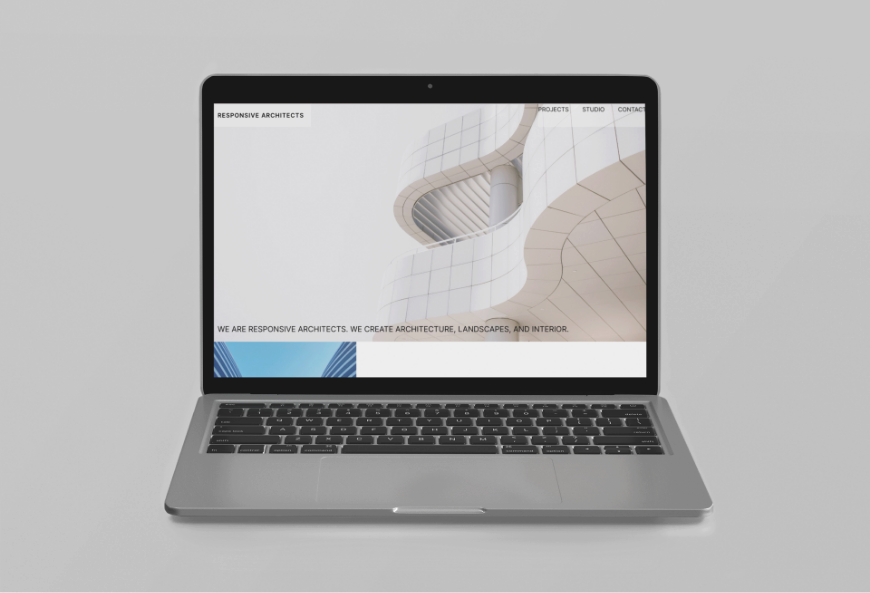 RESPONSIVE ARCHITECTS
PROJECTS STUDIO CONTACT
WE ARE RESPONSIVE ARCHITECTS. WE CREATE ARCHITECTURE, LANDSCAPES, AND INTERIOR.